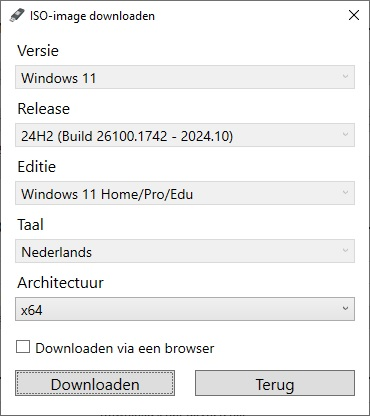 ISO-image downloaden
Versie
Windows 11
Release
24H2 (Build 26100.1742 - 2024.10)
Editie
Windows 11 Home/Pro/Edu
Taal
Nederlands
Architectuur
x64
Downloaden via een browser
Downloaden Terug